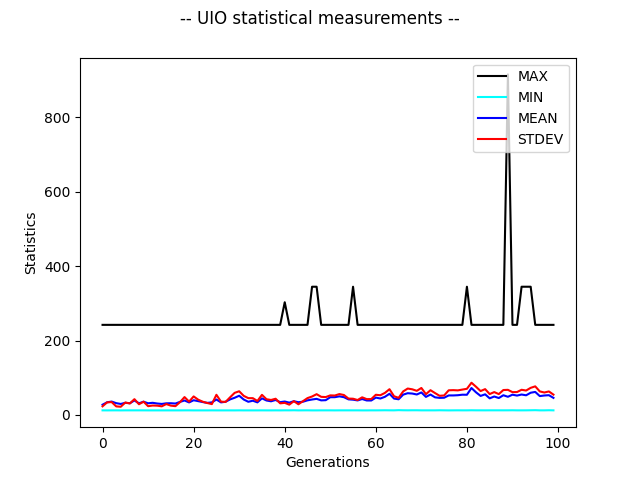 -- UIO statistical measurements --
MAX
MIN
MEAN
STDEV
Statistics
800
600
400
200
0
0 20 40 60 80 100
Generations